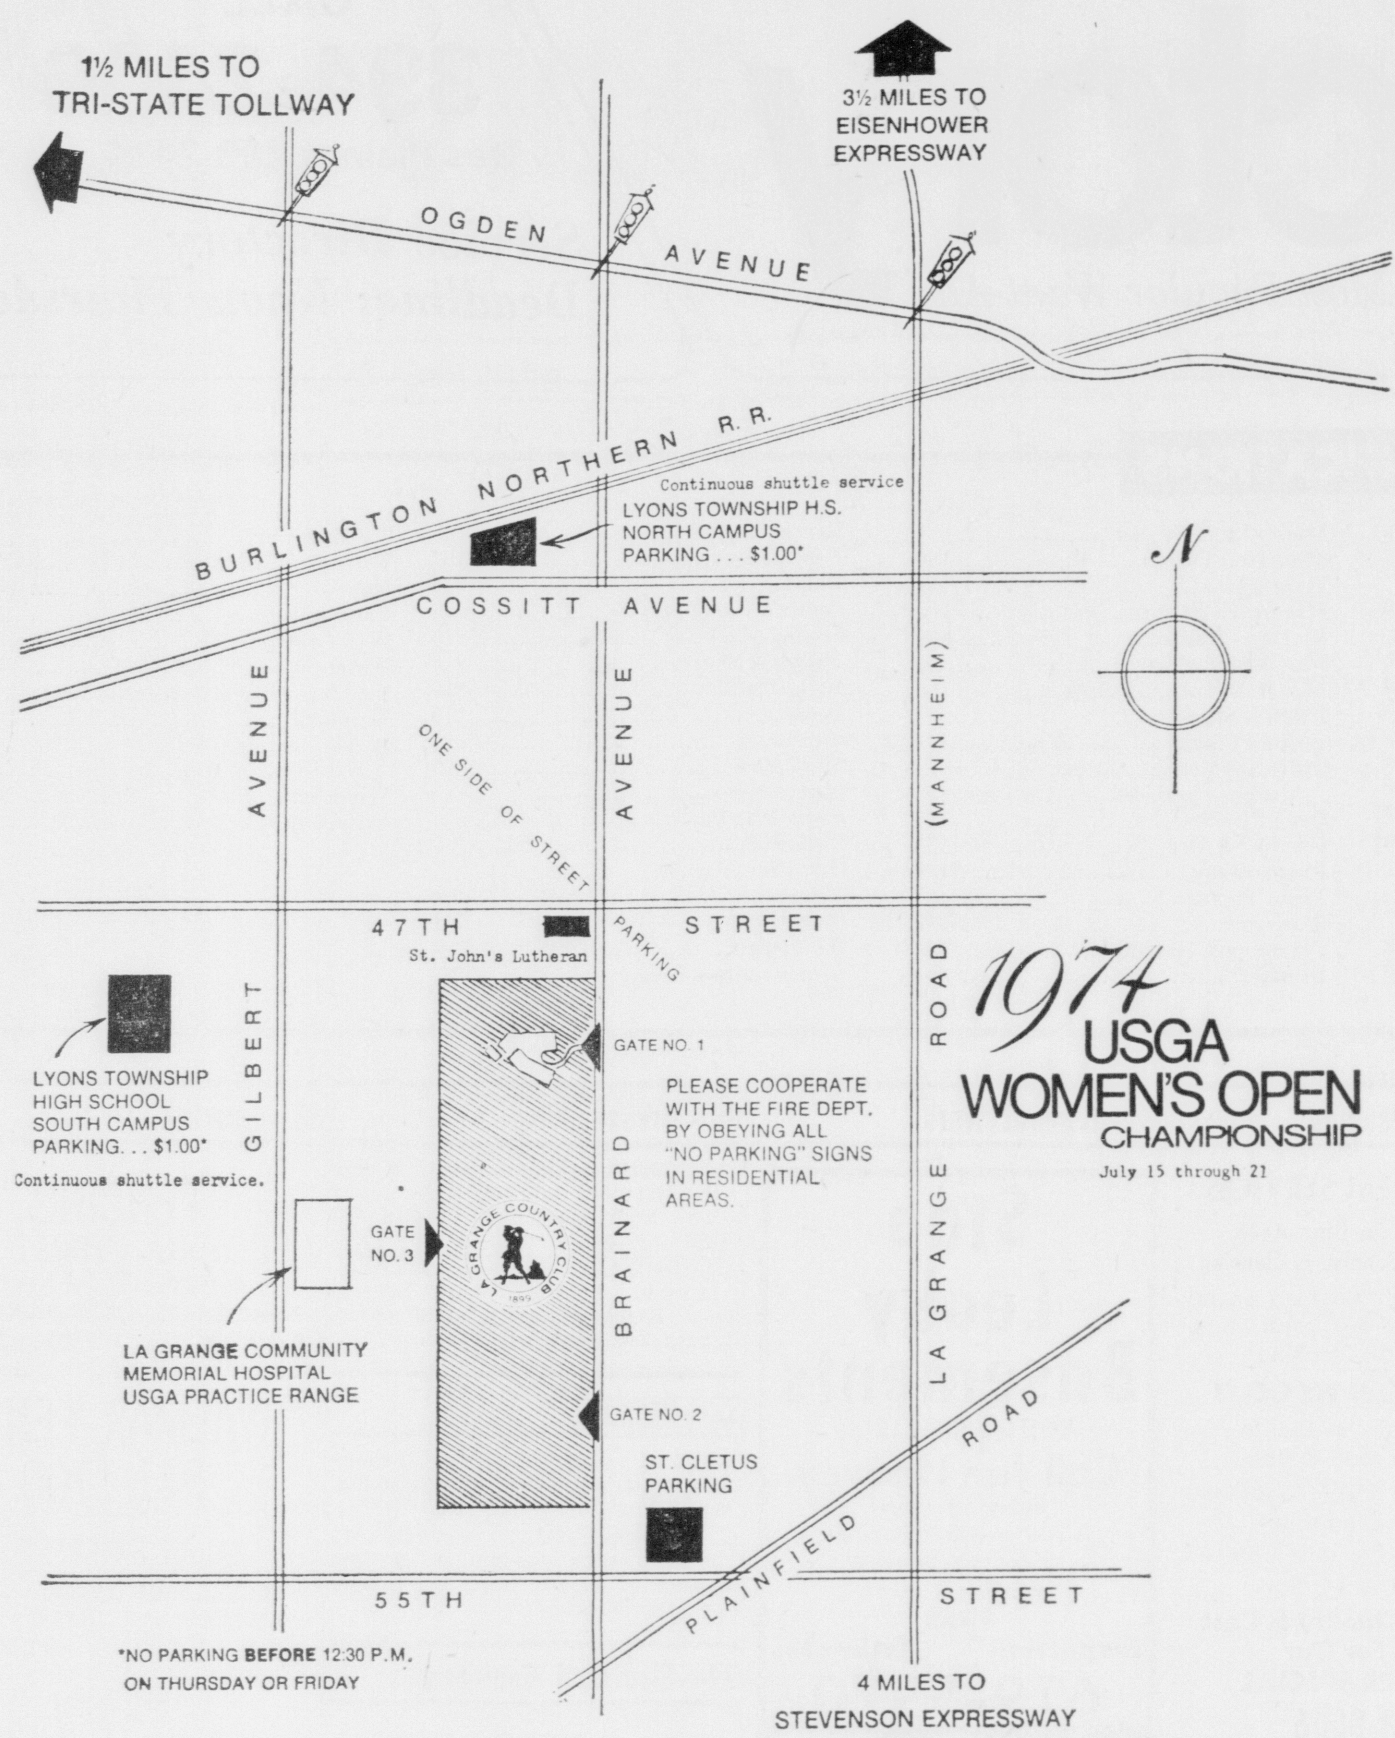 1½ MILES TO
TRI-STATE TOLLWAY
3½ MILES TO
EISENHOWER
EXPRESSWAY
OGDEN AVENUE
BURLINGTON NORTHERN R.R.
Continuous shuttle service
LYONS TOWNSHIP H.S.
NORTH CAMPUS
PARKING ... $1.00*
COSSITT AVENUE
N
GILBERT AVENUE
BRAINARD AVENUE
LA GRANGE ROAD (MANNHEIM)
ONE SIDE OF STREET PARKING
47TH STREET
St. John's Lutheran
GATE NO. 1
LYONS TOWNSHIP
HIGH SCHOOL
SOUTH CAMPUS
PARKING... $1.00*
Continuous shuttle service.
PLEASE COOPERATE
WITH THE FIRE DEPT.
BY OBEYING ALL
"NO PARKING" SIGNS
IN RESIDENTIAL
AREAS.
1974
USGA
WOMEN'S OPEN
CHAMPIONSHIP
July 15 through 21
GATE
NO. 3
LA GRANGE COUNTRY CLUB
1899
LA GRANGE COMMUNITY
MEMORIAL HOSPITAL
USGA PRACTICE RANGE
GATE NO. 2
ST. CLETUS
PARKING
PLAINFIELD ROAD
55TH STREET
*NO PARKING BEFORE 12:30 P.M.
ON THURSDAY OR FRIDAY
4 MILES TO
STEVENSON EXPRESSWAY